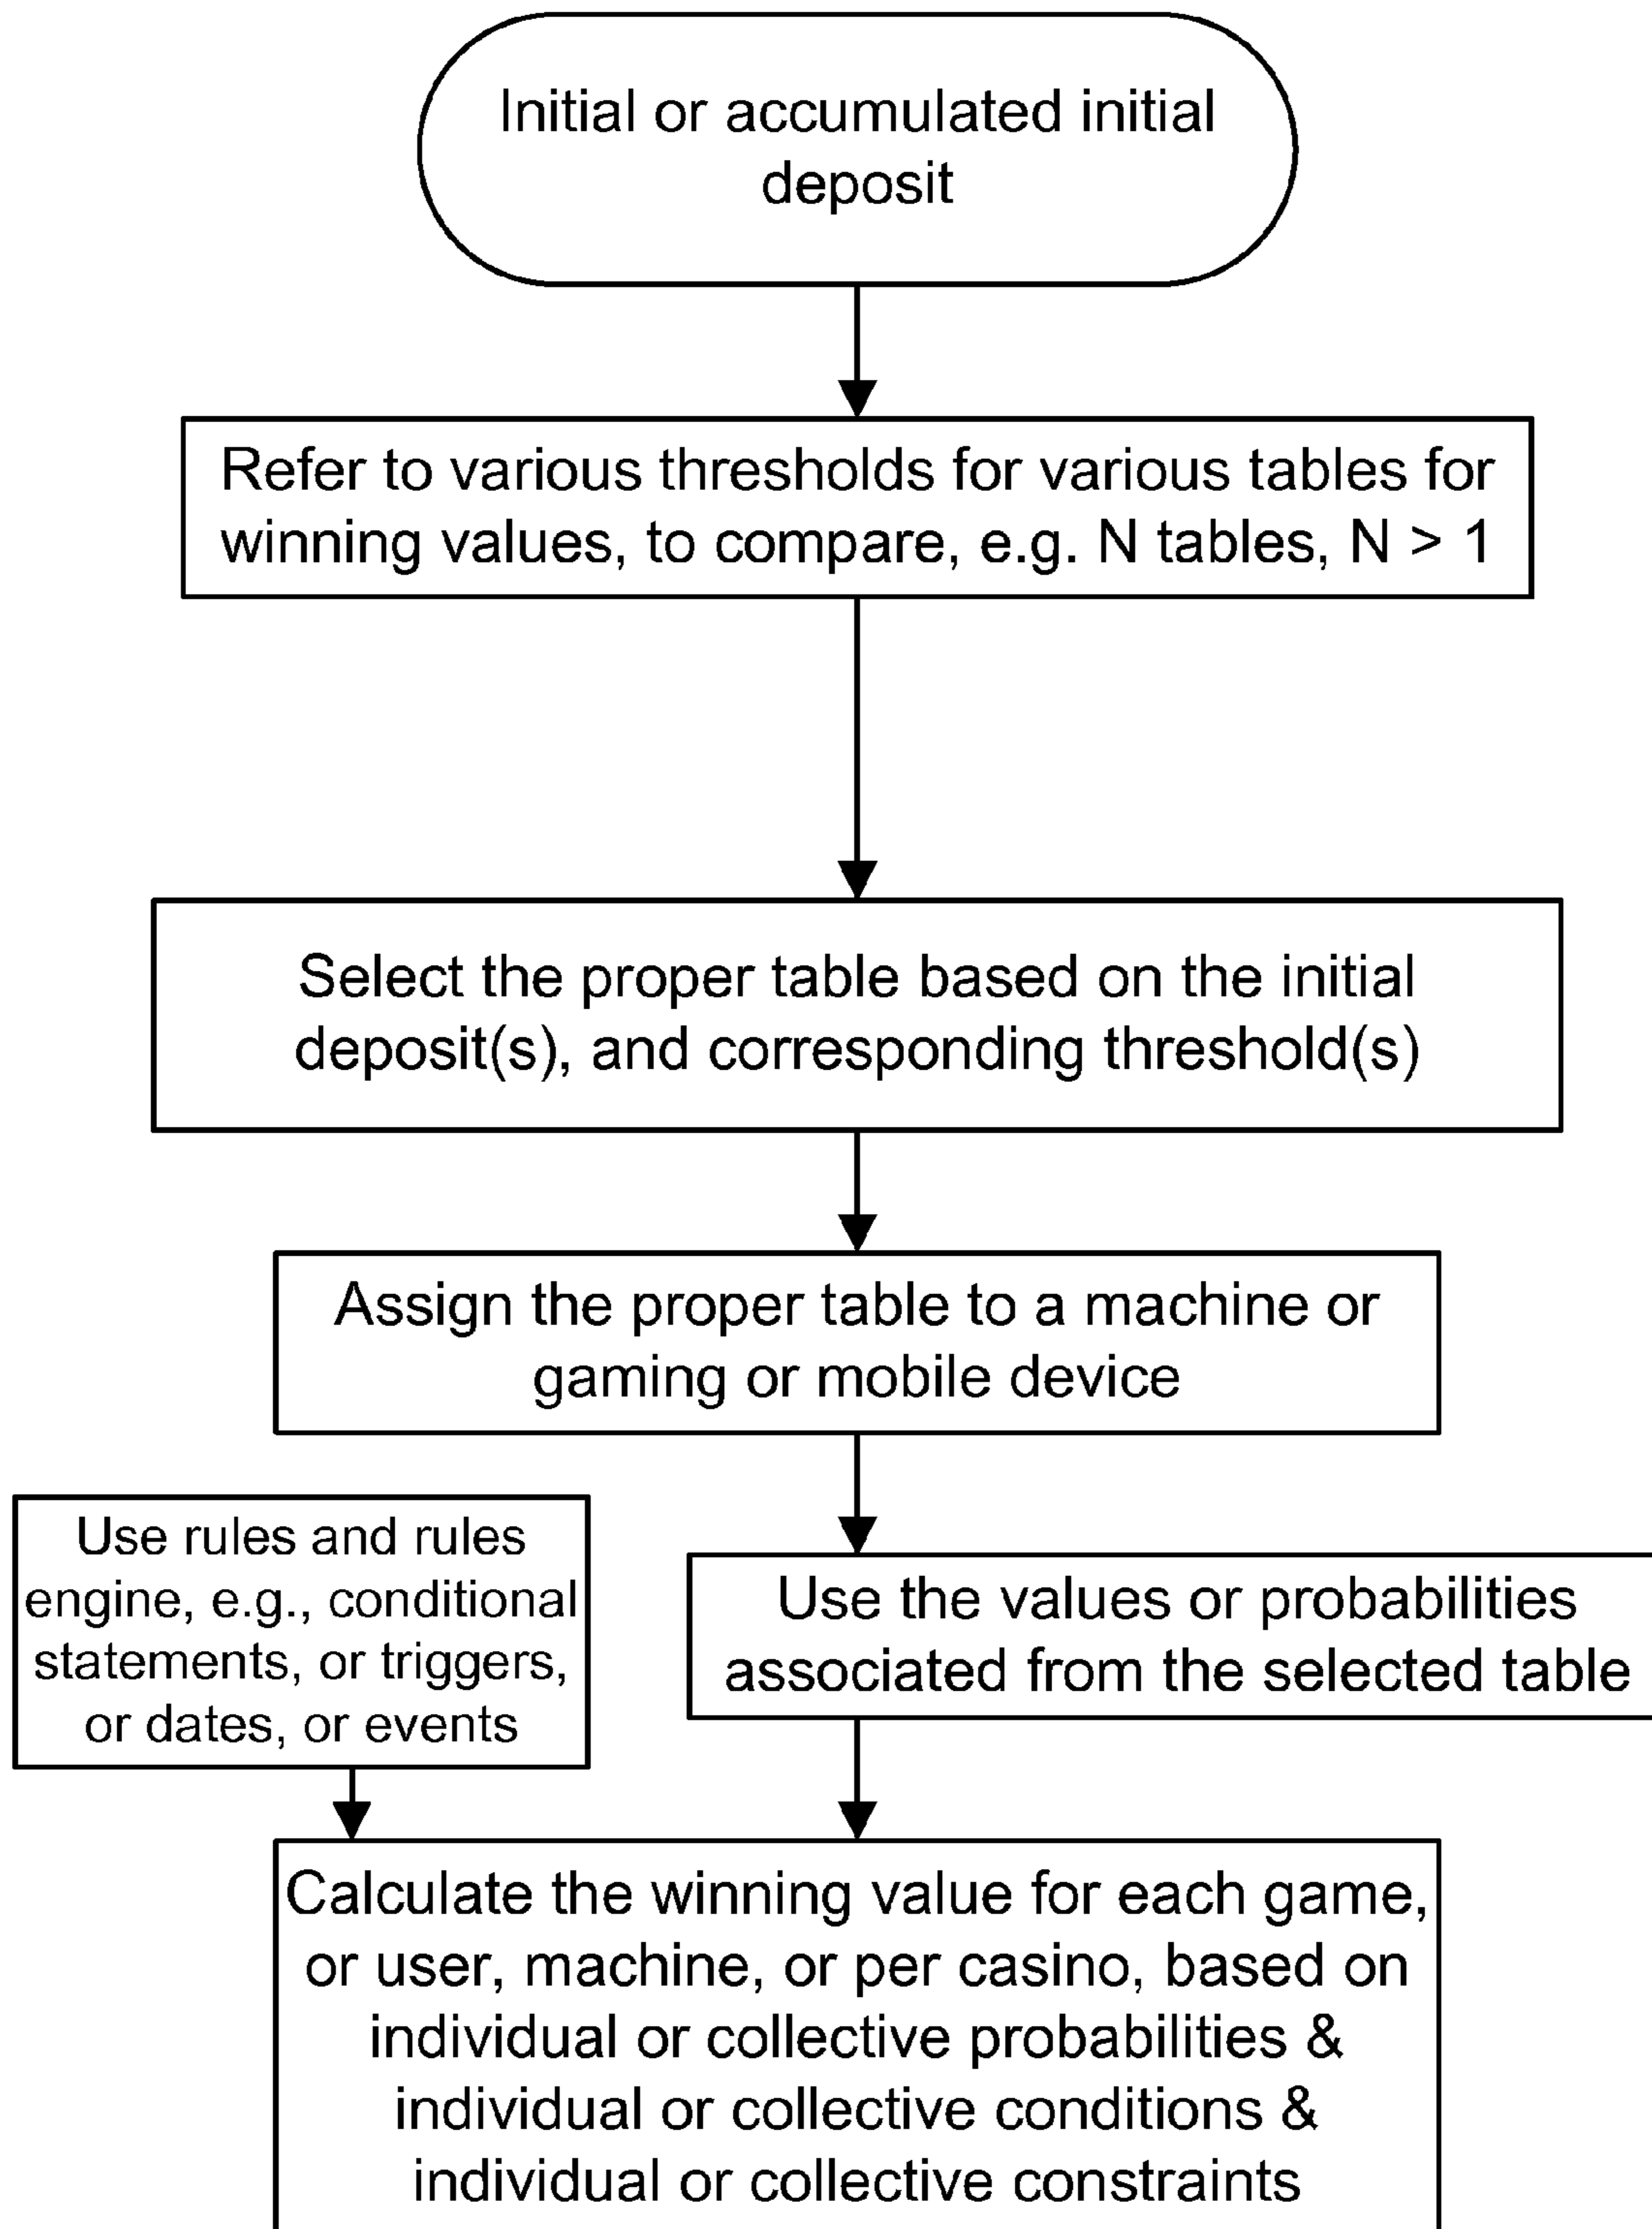 Initial or accumulated initial
deposit
Refer to various thresholds for various tables for
winning values, to compare, e.g. N tables, N > 1
Select the proper table based on the initial
deposit(s), and corresponding threshold(s)
Assign the proper table to a machine or
gaming or mobile device
Use rules and rules
engine, e.g., conditional
statements, or triggers,
or dates, or events
Use the values or probabilities
associated from the selected table
Calculate the winning value for each game,
or user, machine, or per casino, based on
individual or collective probabilities &
individual or collective conditions &
individual or collective constraints